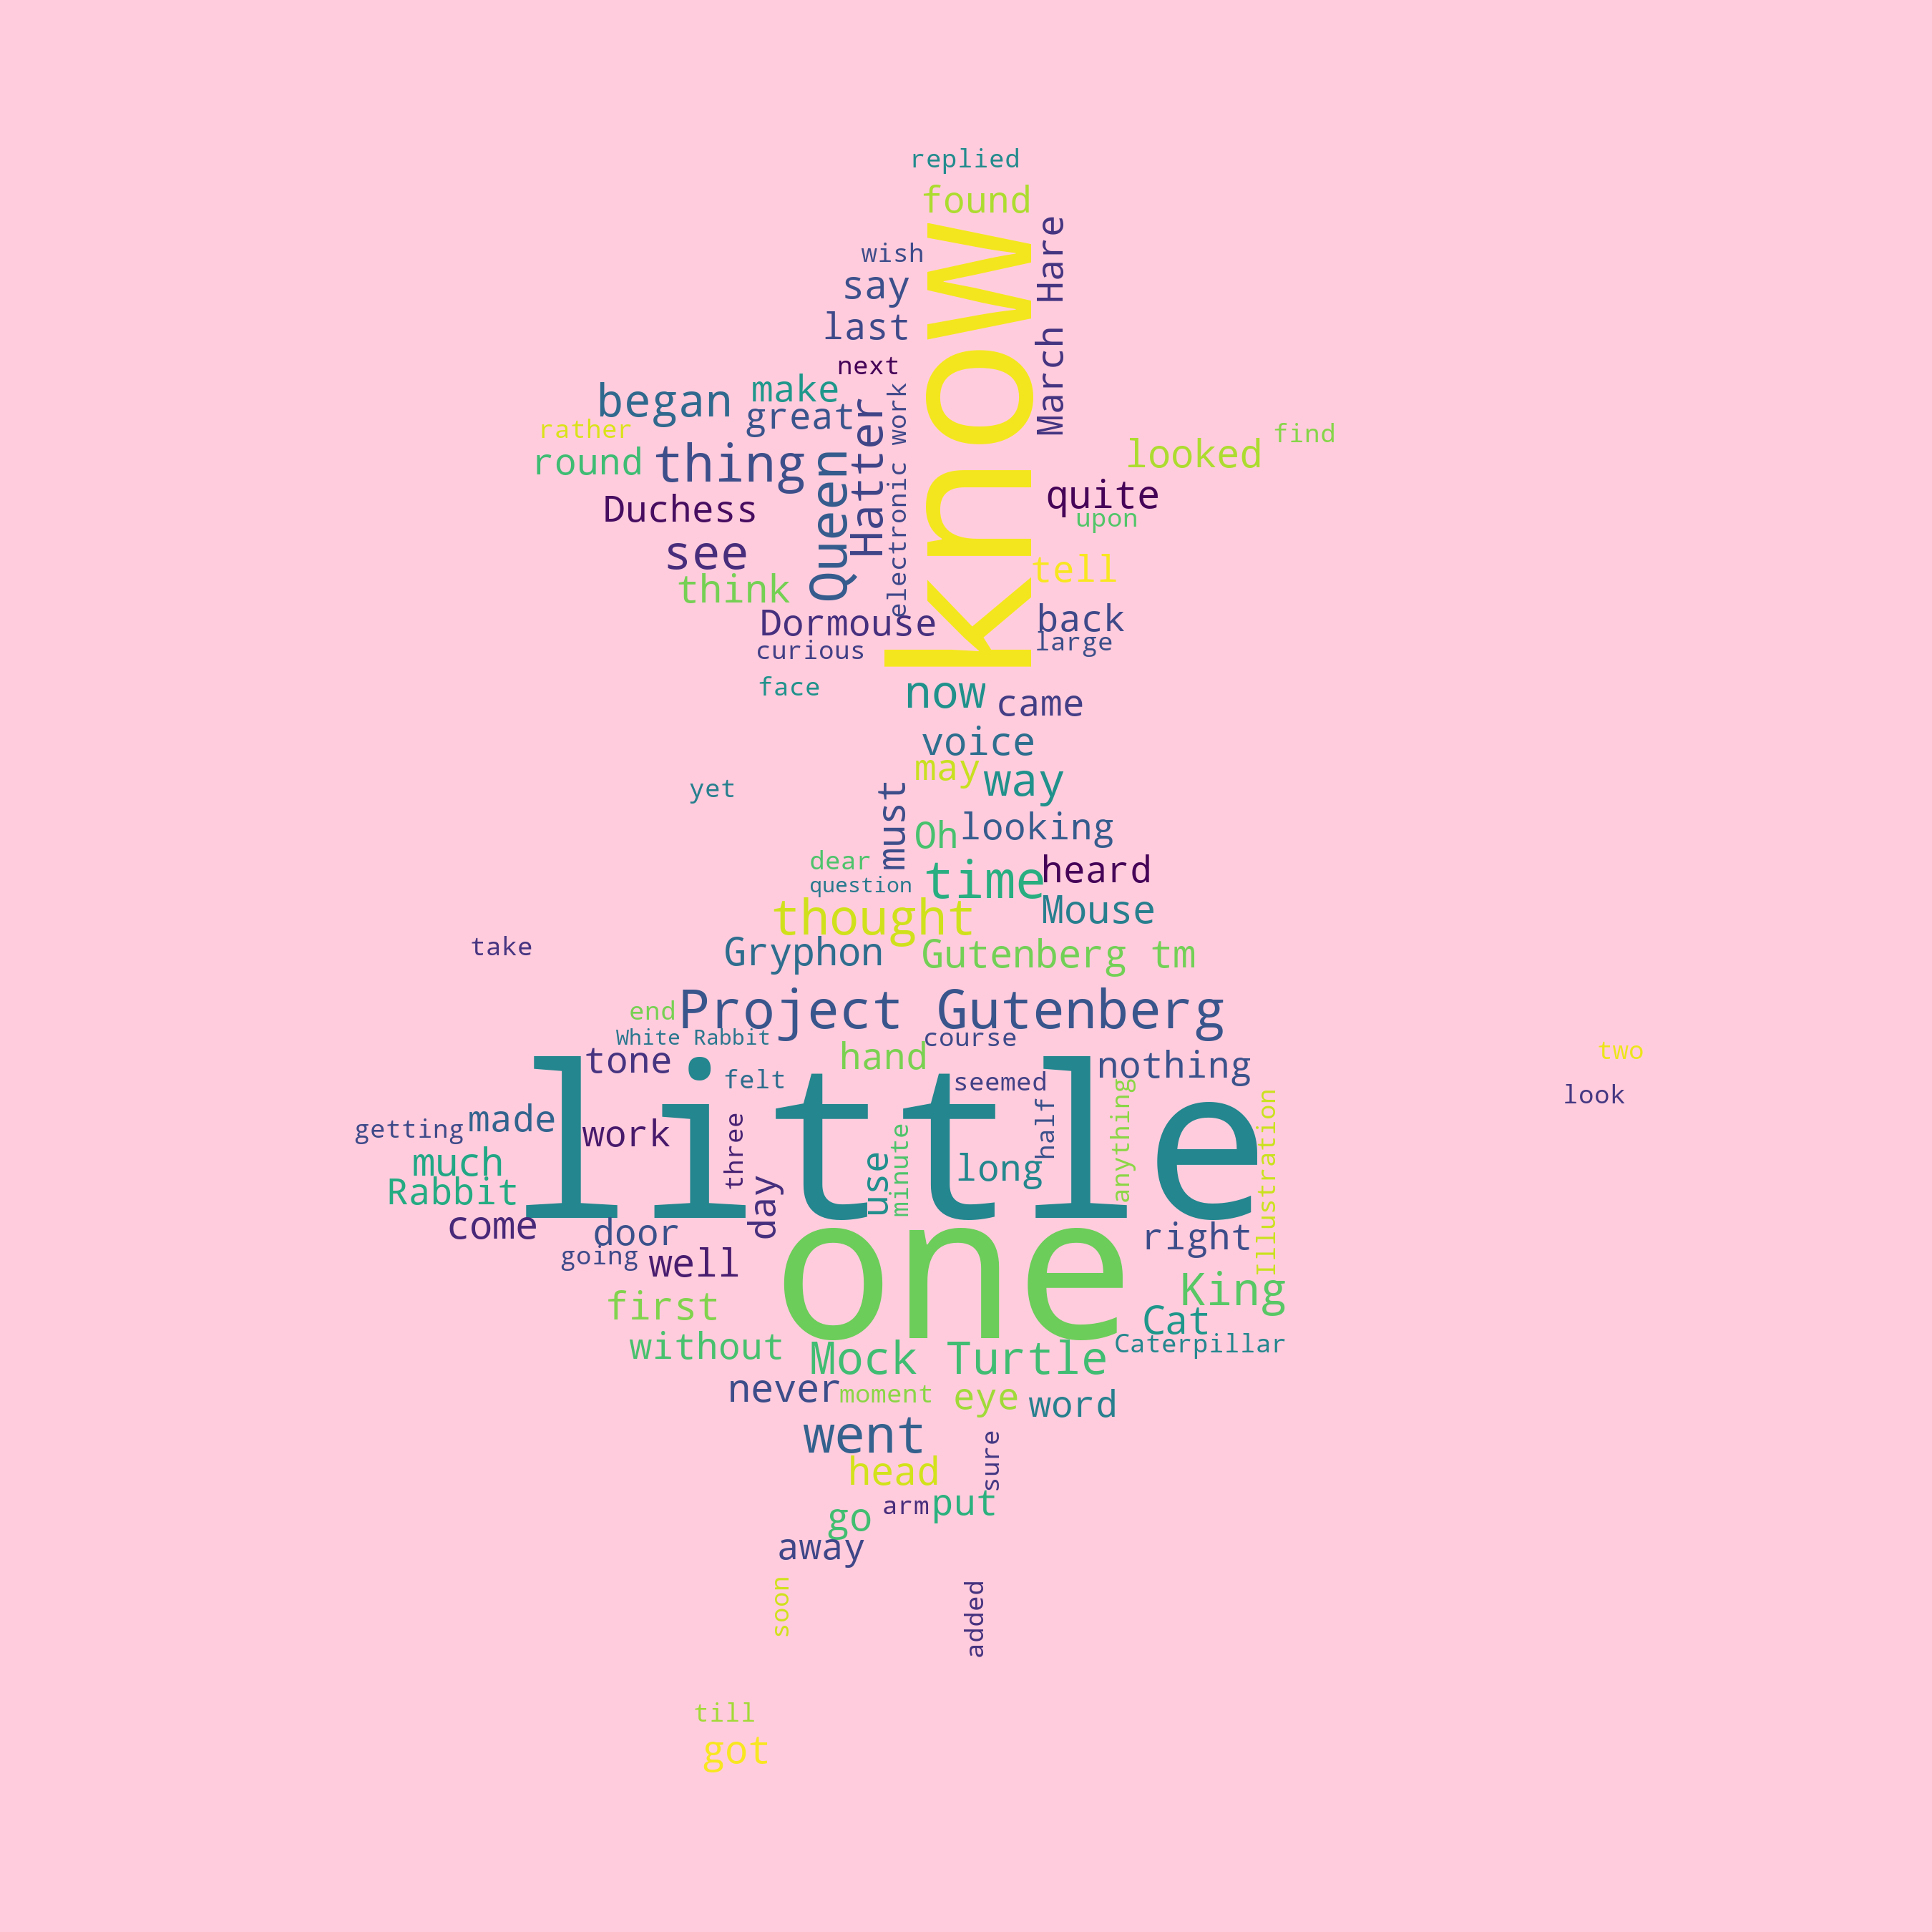 replied
found
know
March Hare
wish
say
last
next
make
began
great
electronic work
Hatter
rather
find
looked
round
thing
Queen
quite
Duchess
upon
see
tell
think
back
Dormouse
large
curious
face
now
came
voice
may
way
yet
must
Oh
looking
dear
time
heard
question
thought
Mouse
take
Gryphon
Gutenberg tm
end
Project Gutenberg
White Rabbit
course
two
tone
hand
nothing
felt
seemed
look
little
getting
made
work
three
half
anything
Illustration
much
use
minute
long
Rabbit
day
come
door
right
going
well
one
King
first
Cat
without
Mock Turtle
Caterpillar
never
moment
eye
word
went
sure
head
arm
put
go
away
soon
added
till
got